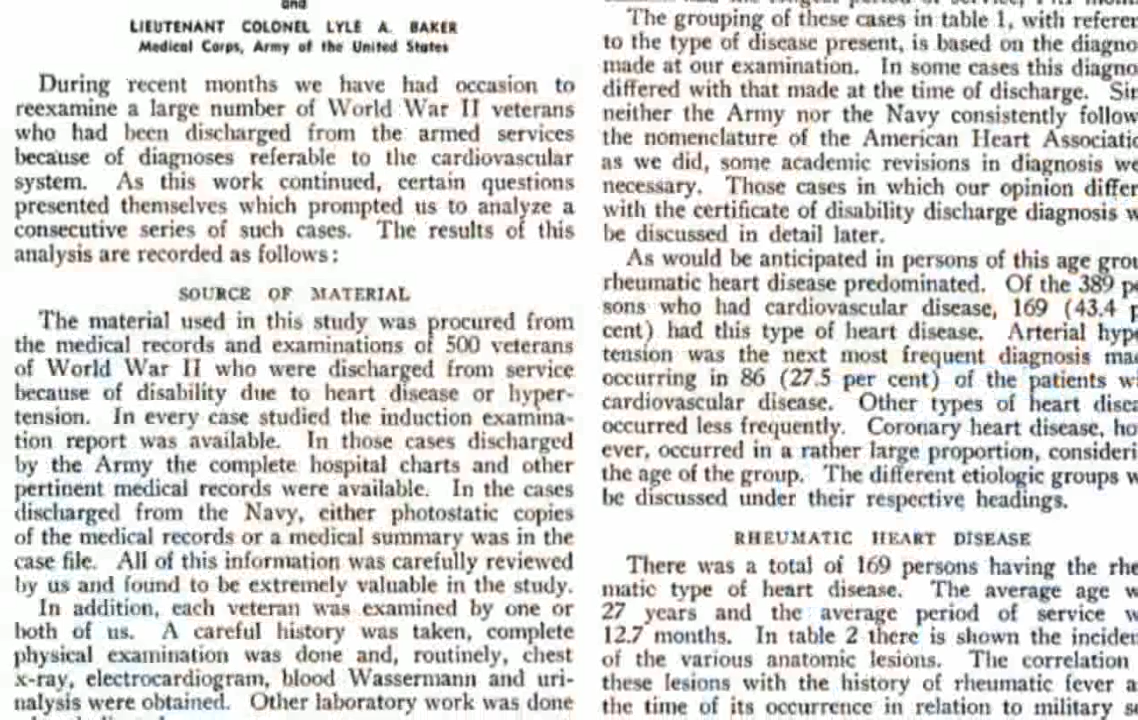 and
LIEUTENANT COLONEL LYLE A. BAKER
Medical Corps, Army of the United States
During recent months we have had occasion to
reexamine a large number of World War II veterans
who had been discharged from the armed services
because of diagnoses referable to the cardiovascular
system. As this work continued, certain questions
presented themselves which prompted us to analyze a
consecutive series of such cases. The results of this
analysis are recorded as follows:
SOURCE OF MATERIAL
The material used in this study was procured from
the medical records and examinations of 500 veterans
of World War II who were discharged from service
because of disability due to heart disease or hyper-
tension. In every case studied the induction examina-
tion report was available. In those cases discharged
by the Army the complete hospital charts and other
pertinent medical records were available. In the cases
discharged from the Navy, either photostatic copies
of the medical records or a medical summary was in the
case file. All of this information was carefully reviewed
by us and found to be extremely valuable in the study.
In addition, each veteran was examined by one or
both of us. A careful history was taken, complete
physical examination was done and, routinely, chest
x-ray, electrocardiogram, blood Wassermann and uri-
nalysis were obtained. Other laboratory work was done
The grouping of these cases in table 1, with referen
to the type of disease present, is based on the diagno
made at our examination. In some cases this diagno
differed with that made at the time of discharge. Sin
neither the Army nor the Navy consistently follow
the nomenclature of the American Heart Associatio
as we did, some academic revisions in diagnosis we
necessary. Those cases in which our opinion differ
with the certificate of disability discharge diagnosis w
be discussed in detail later.
As would be anticipated in persons of this age grou
rheumatic heart disease predominated. Of the 389 pe
sons who had cardiovascular disease, 169 (43.4 p
cent) had this type of heart disease. Arterial hype
tension was the next most frequent diagnosis mad
occurring in 86 (27.5 per cent) of the patients wi
cardiovascular disease. Other types of heart disea
occurred less frequently. Coronary heart disease, ho
ever, occurred in a rather large proportion, consideri
the age of the group. The different etiologic groups w
be discussed under their respective headings.
RHEUMATIC HEART DISEASE
There was a total of 169 persons having the rhe
matic type of heart disease. The average age w
27 years and the average period of service w
12.7 months. In table 2 there is shown the inciden
of the various anatomic lesions. The correlation
these lesions with the history of rheumatic fever a
the time of its occurrence in relation to military se